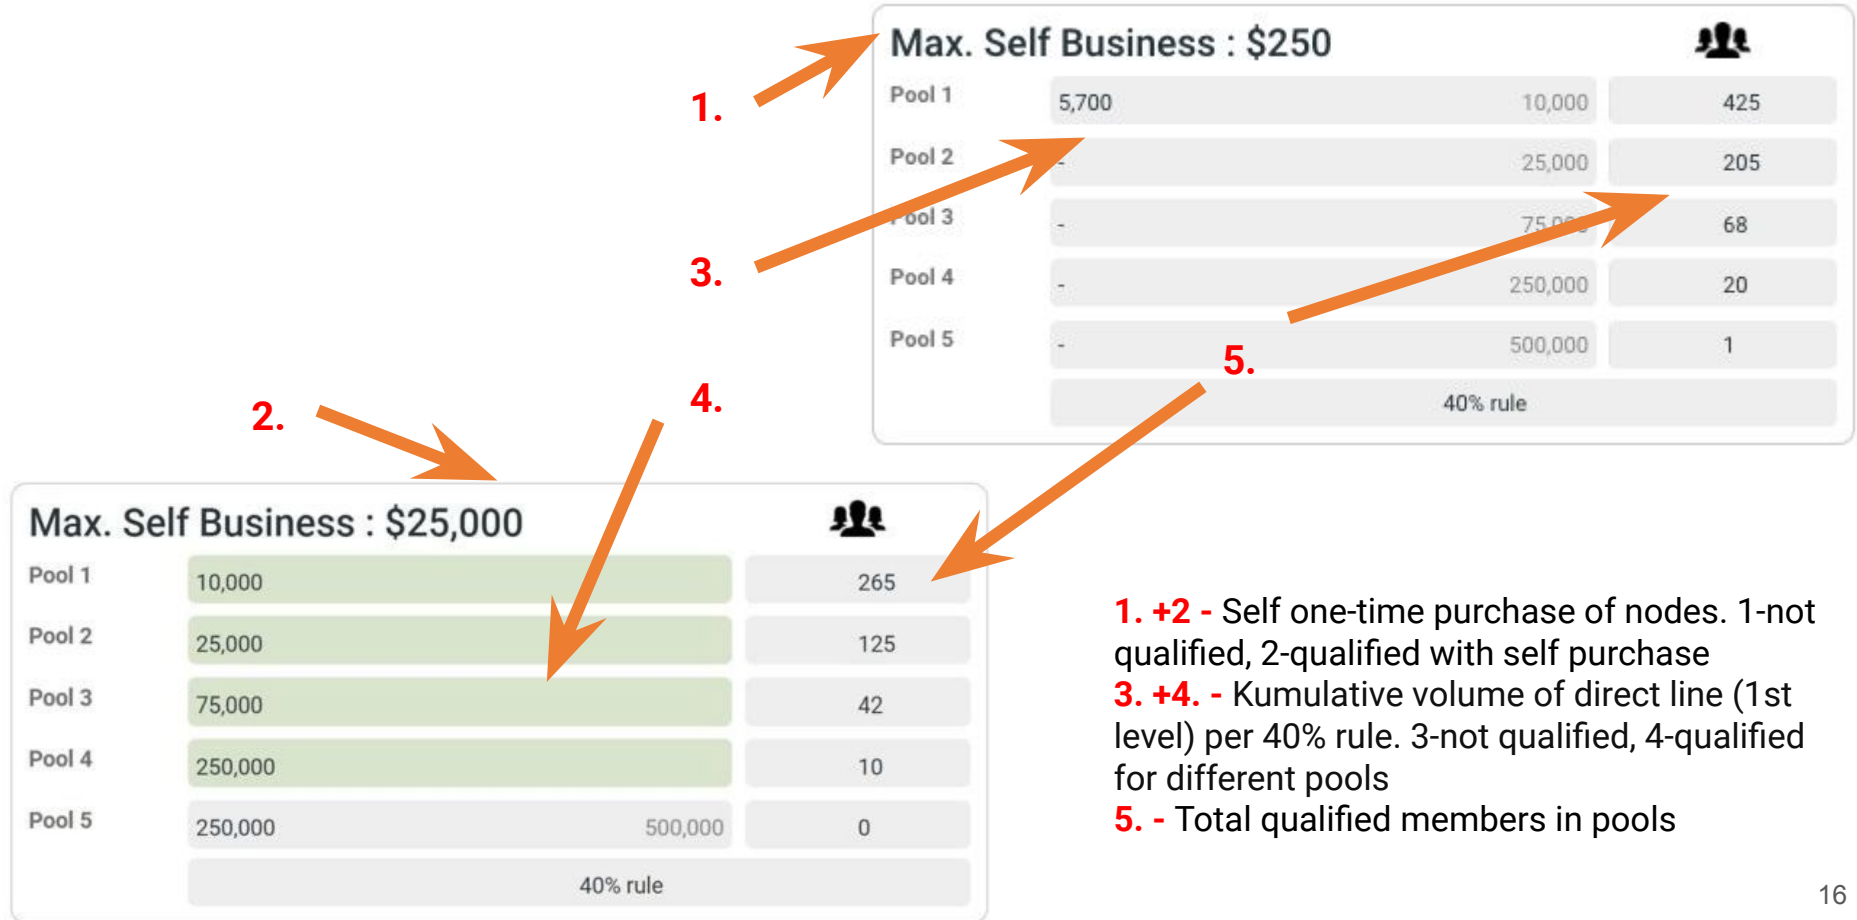 Max. Self Business : $250
1.
Pool 1 5,700 10,000 425
Pool 2 - 25,000 205
Pool 3 - 75,000 68
3.
Pool 4 - 250,000 20
Pool 5 - 500,000 1
5.
40% rule
2.
4.
Max. Self Business : $25,000
Pool 1 10,000 265
Pool 2 25,000 125
Pool 3 75,000 42
Pool 4 250,000 10
Pool 5 250,000 500,000 0
40% rule
1. +2 - Self one-time purchase of nodes. 1-not
qualified, 2-qualified with self purchase
3. +4. - Kumulative volume of direct line (1st
level) per 40% rule. 3-not qualified, 4-qualified
for different pools
5. - Total qualified members in pools
16